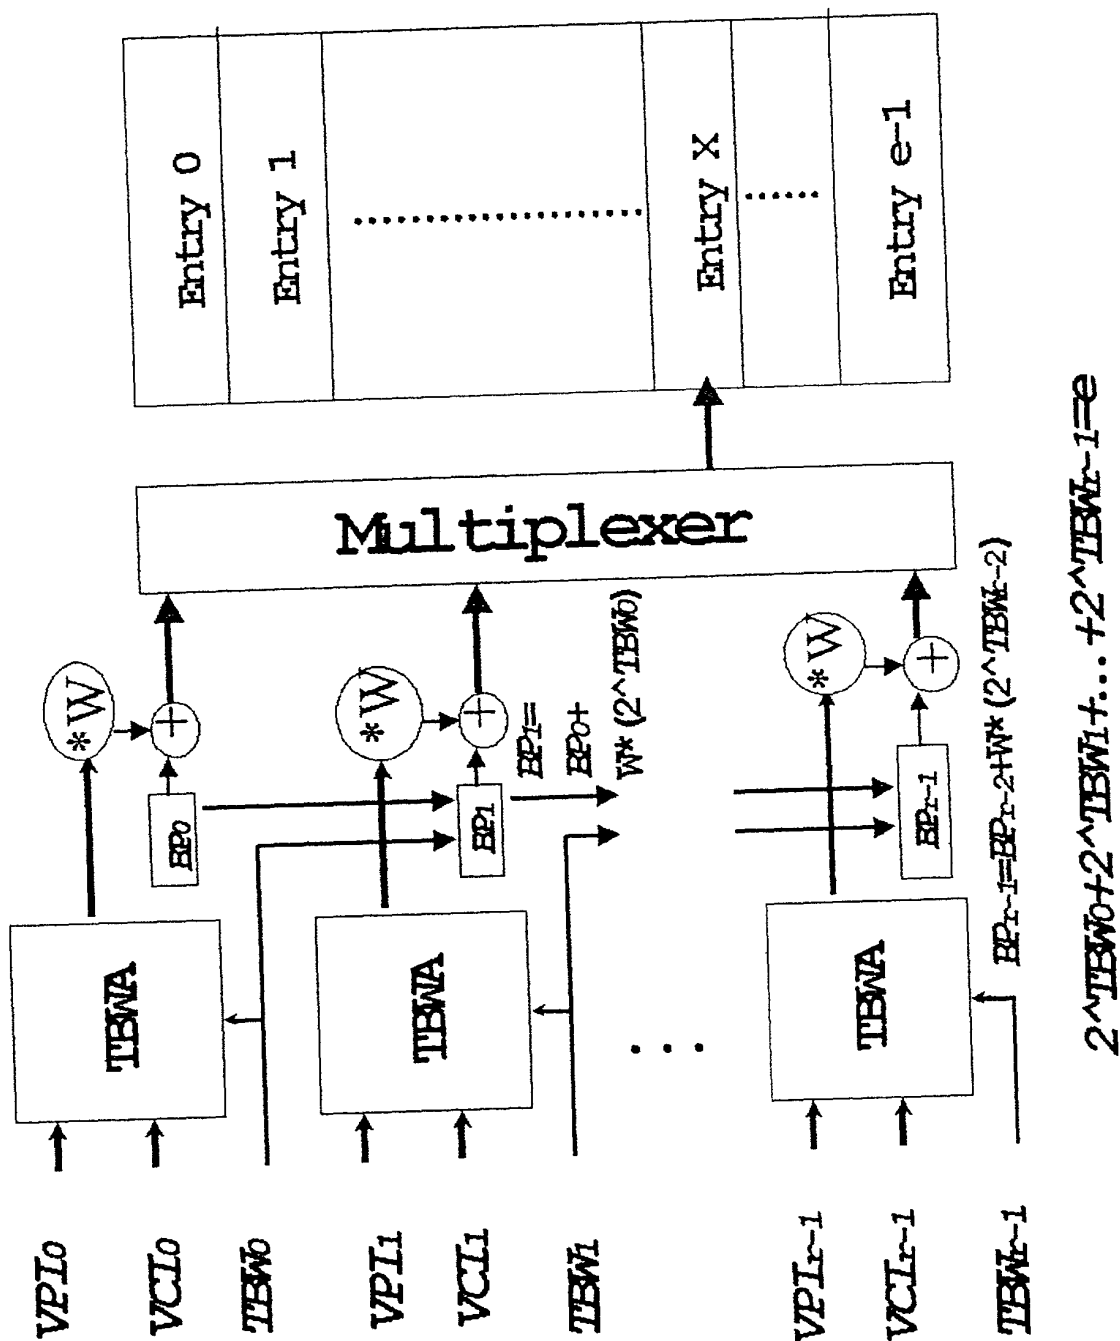 Entry 0
Entry 1
Entry X
Entry e-1
Multiplexer
*W
+
BP0
TBWA
VPI0
VCI0
TBW0
*W
+
BP1
BP1=
BP0+
W*(2^TBW0)
TBWA
VPI1
VCI1
TBW1
...
*W
+
BPr-1
BPr-1=BPr-2+W*(2^TBWr-2)
TBWA
VPIr-1
VCIr-1
TBWr-1
2^TBW0+2^TBW1+...+2^TBWr-1=e